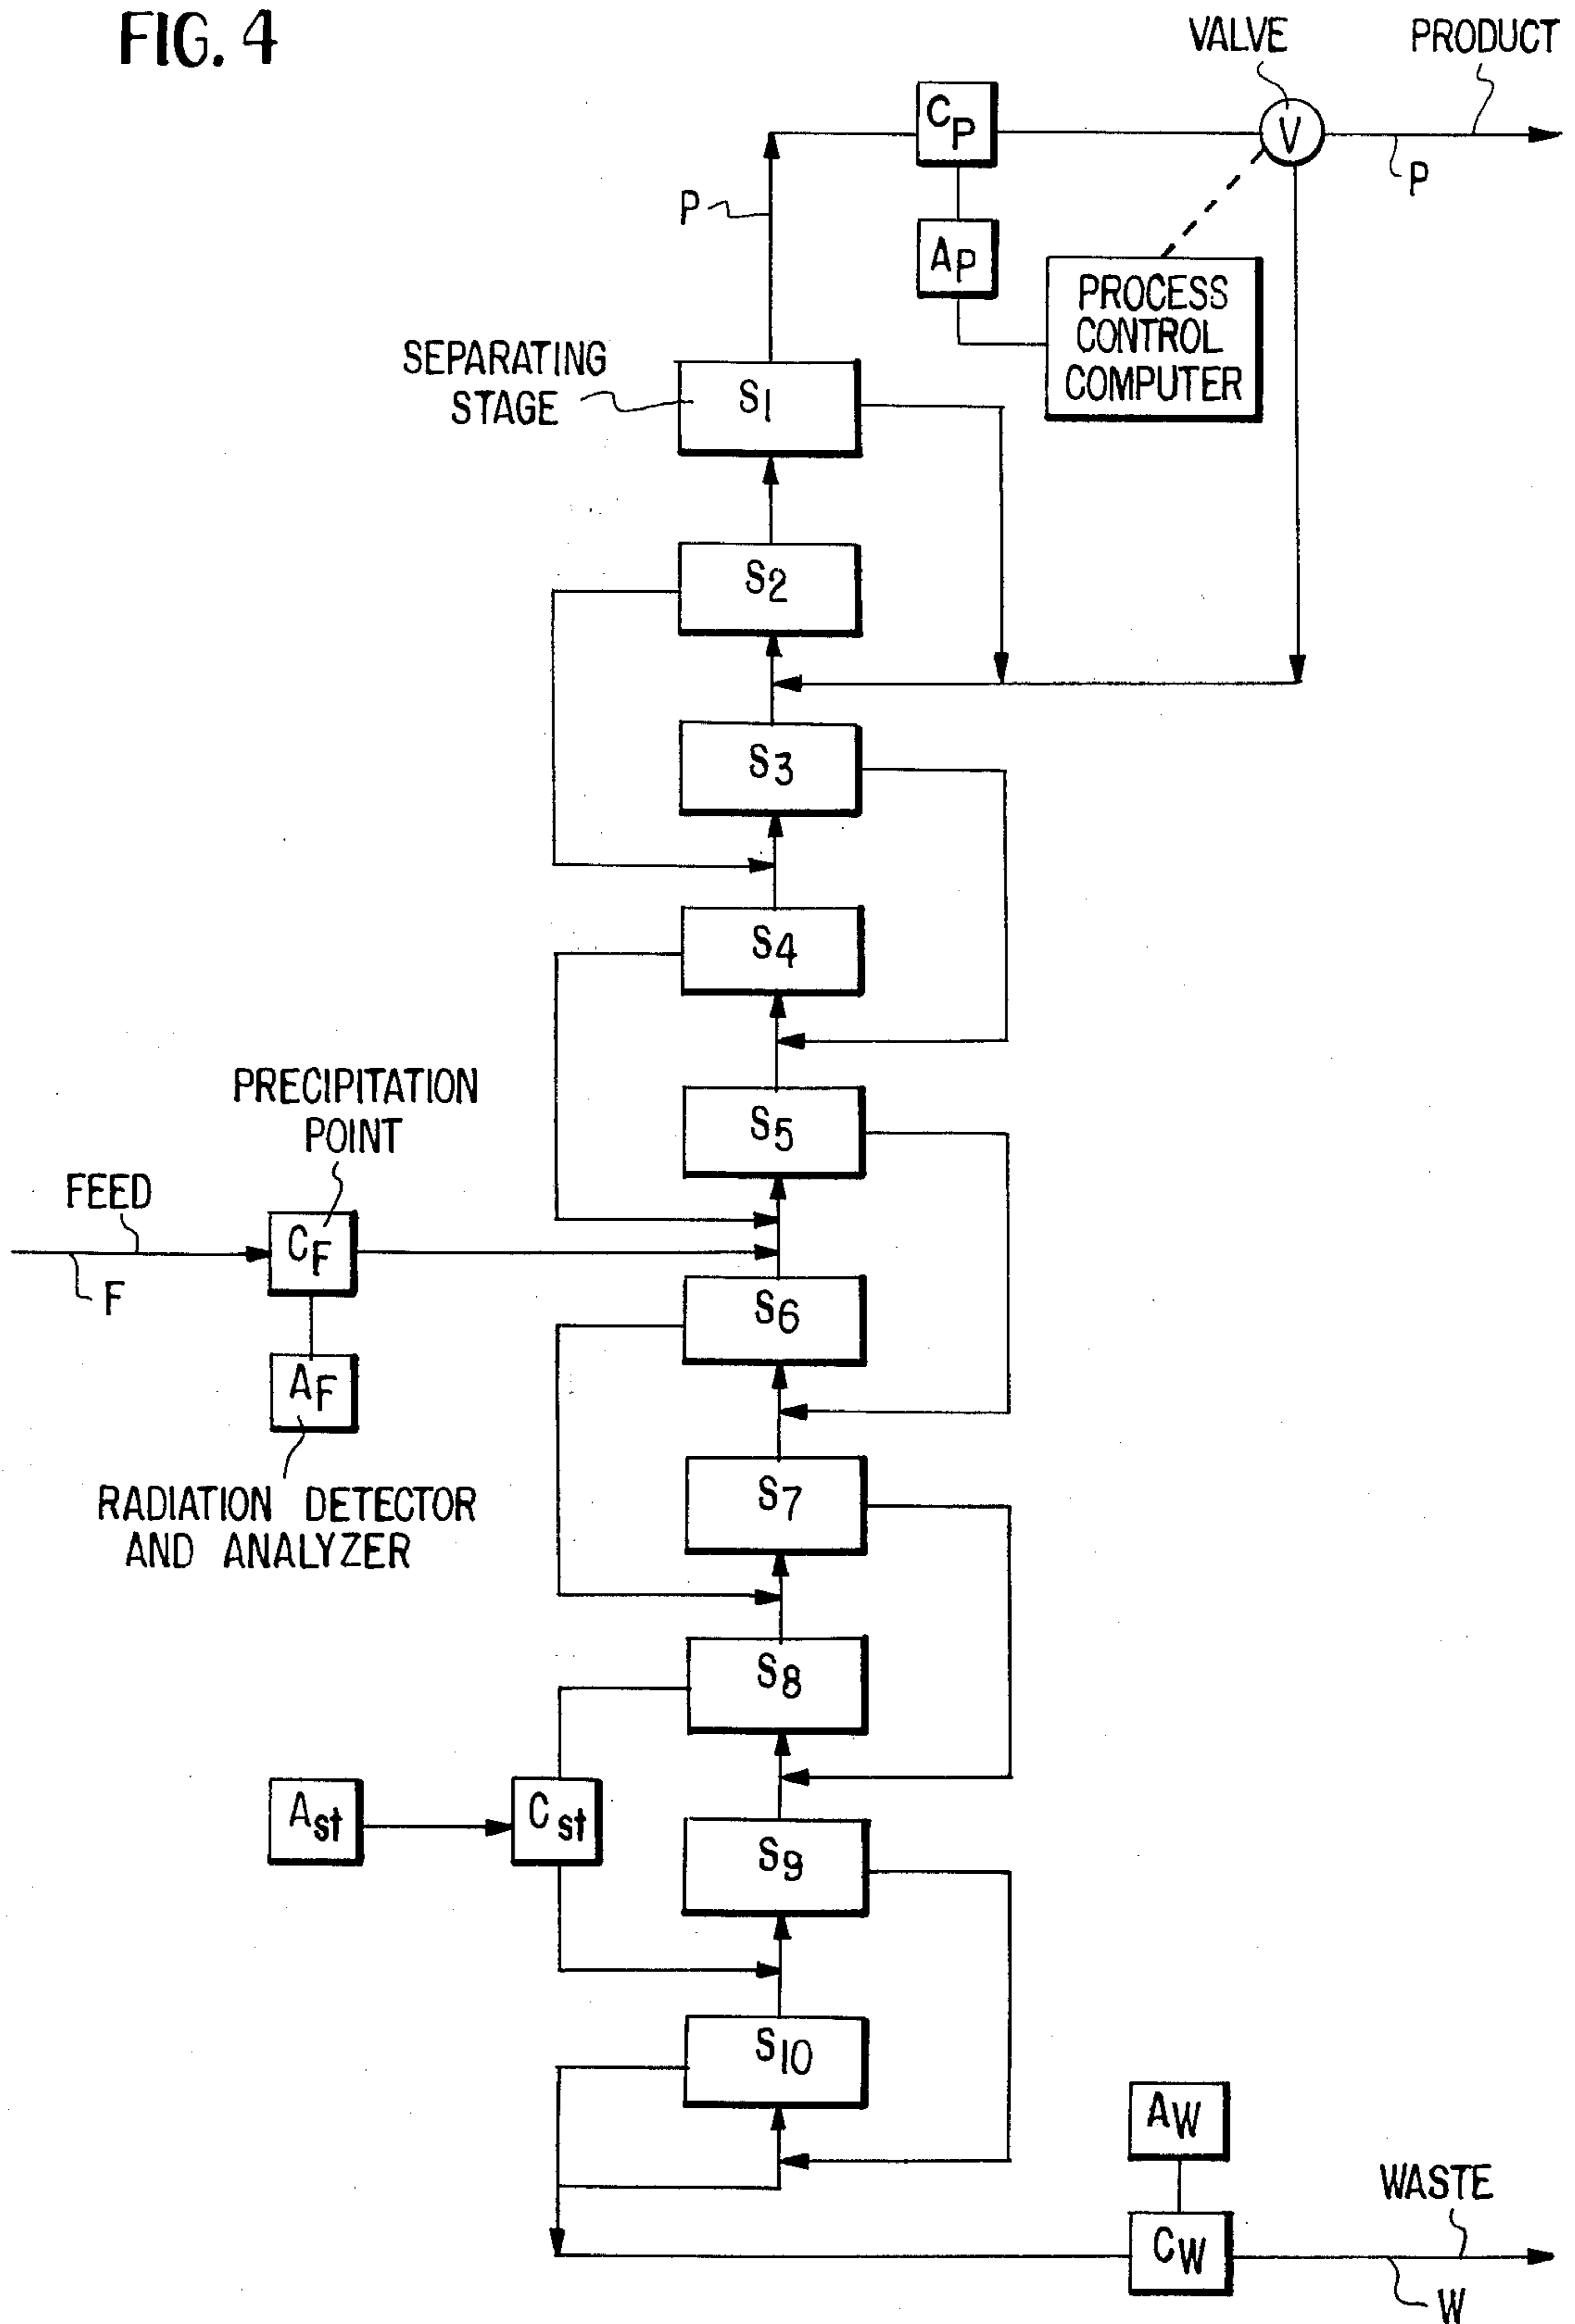 FIG. 4
VALVE
PRODUCT
CP
V
P
P
AP
PROCESS
CONTROL
COMPUTER
SEPARATING
STAGE
S1
S2
S3
S4
S5
PRECIPITATION
POINT
FEED
CF
F
S6
AF
RADIATION DETECTOR
AND ANALYZER
S7
S8
Ast
Cst
S9
S10
AW
WASTE
CW
W